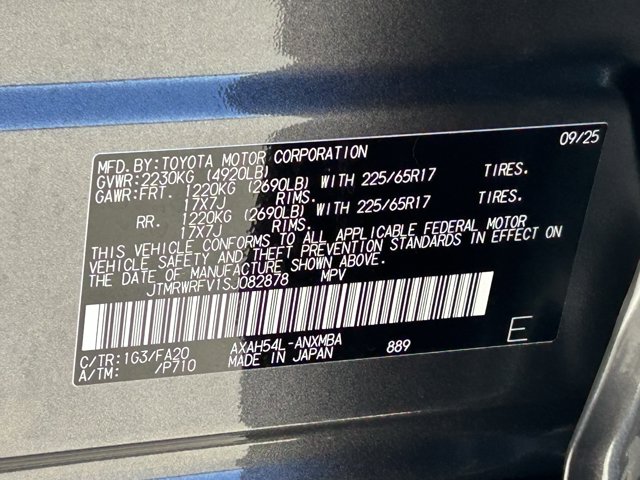 09/25
MFD. BY:TOYOTA MOTOR CORPORATION
GVWR:2230KG (4920LB)
GAWR:FRT. 1220KG (2690LB) WITH 225/65R17 TIRES.
17X7J RIMS.
RR. 1220KG (2690LB) WITH 225/65R17 TIRES.
17X7J RIMS.
THIS VEHICLE CONFORMS TO ALL APPLICABLE FEDERAL MOTOR
VEHICLE SAFETY AND THEFT PREVENTION STANDARDS IN EFFECT ON
THE DATE OF MANUFACTURE SHOWN ABOVE.
JTMRWRFV1SJ082878 MPV
C/TR:1G3/FA20 AXAH54L-ANXMBA 889 E
A/TM: /P710 MADE IN JAPAN